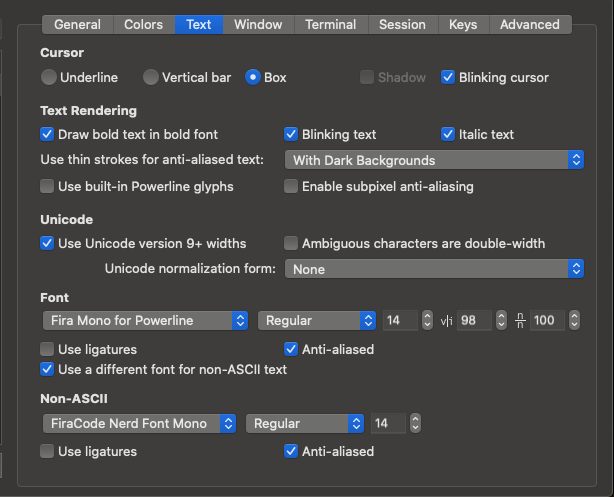 General Colors Text Window Terminal Session Keys Advanced
Cursor
Underline Vertical bar Box Shadow Blinking cursor
Text Rendering
Draw bold text in bold font Blinking text Italic text
Use thin strokes for anti-aliased text: With Dark Backgrounds
Use built-in Powerline glyphs Enable subpixel anti-aliasing
Unicode
Use Unicode version 9+ widths Ambiguous characters are double-width
Unicode normalization form: None
Font
Fira Mono for Powerline Regular 14 v|i 98 n/n 100
Use ligatures Anti-aliased
Use a different font for non-ASCII text
Non-ASCII
FiraCode Nerd Font Mono Regular 14
Use ligatures Anti-aliased